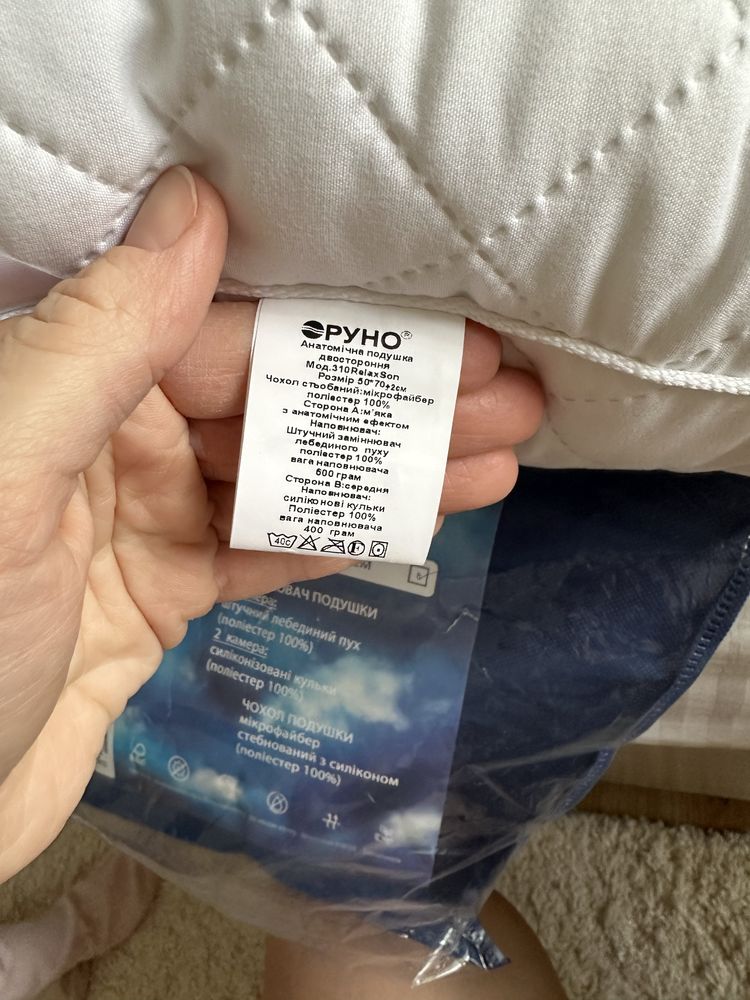 РУНО®
Анатомічна подушка
двостороння
Мод.310RelaxSon
Розмір 50*70±2см
Чохол стьобаний:мікрофайбер
поліестер 100%
Сторона А:м'яка
з анатомічним ефектом
Наповнювач:
Штучний замінювач
лебединого пуху
поліестер 100%
вага наповнювача
600 грам
Сторона В:середня
Наповнювач:
силіконові кульки
Поліестер 100%
вага наповнювача
400 грам
40c
ПОДУШКИ
штучний лебединий пух
(поліестер 100%)
2 камера:
силіконізовані кульки
(поліестер 100%)
ЧОХОЛ ПОДУШКИ
мікрофайбер
стебнований з силіконом
(поліестер 100%)